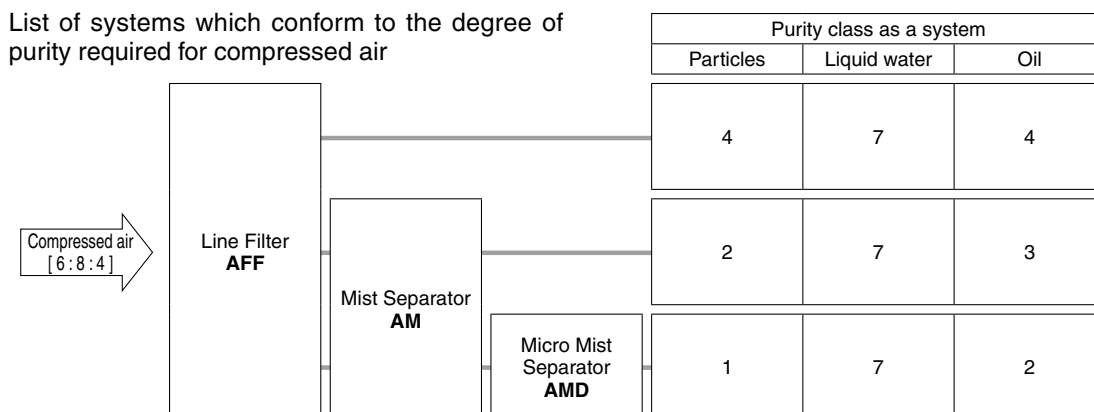 List of systems which conform to the degree of
purity required for compressed air
Purity class as a system
Particles Liquid water Oil
4 7 4
Compressed air
[ 6 : 8 : 4 ]
Line Filter
AFF
2 7 3
Mist Separator
AM
Micro Mist
Separator
AMD
1 7 2